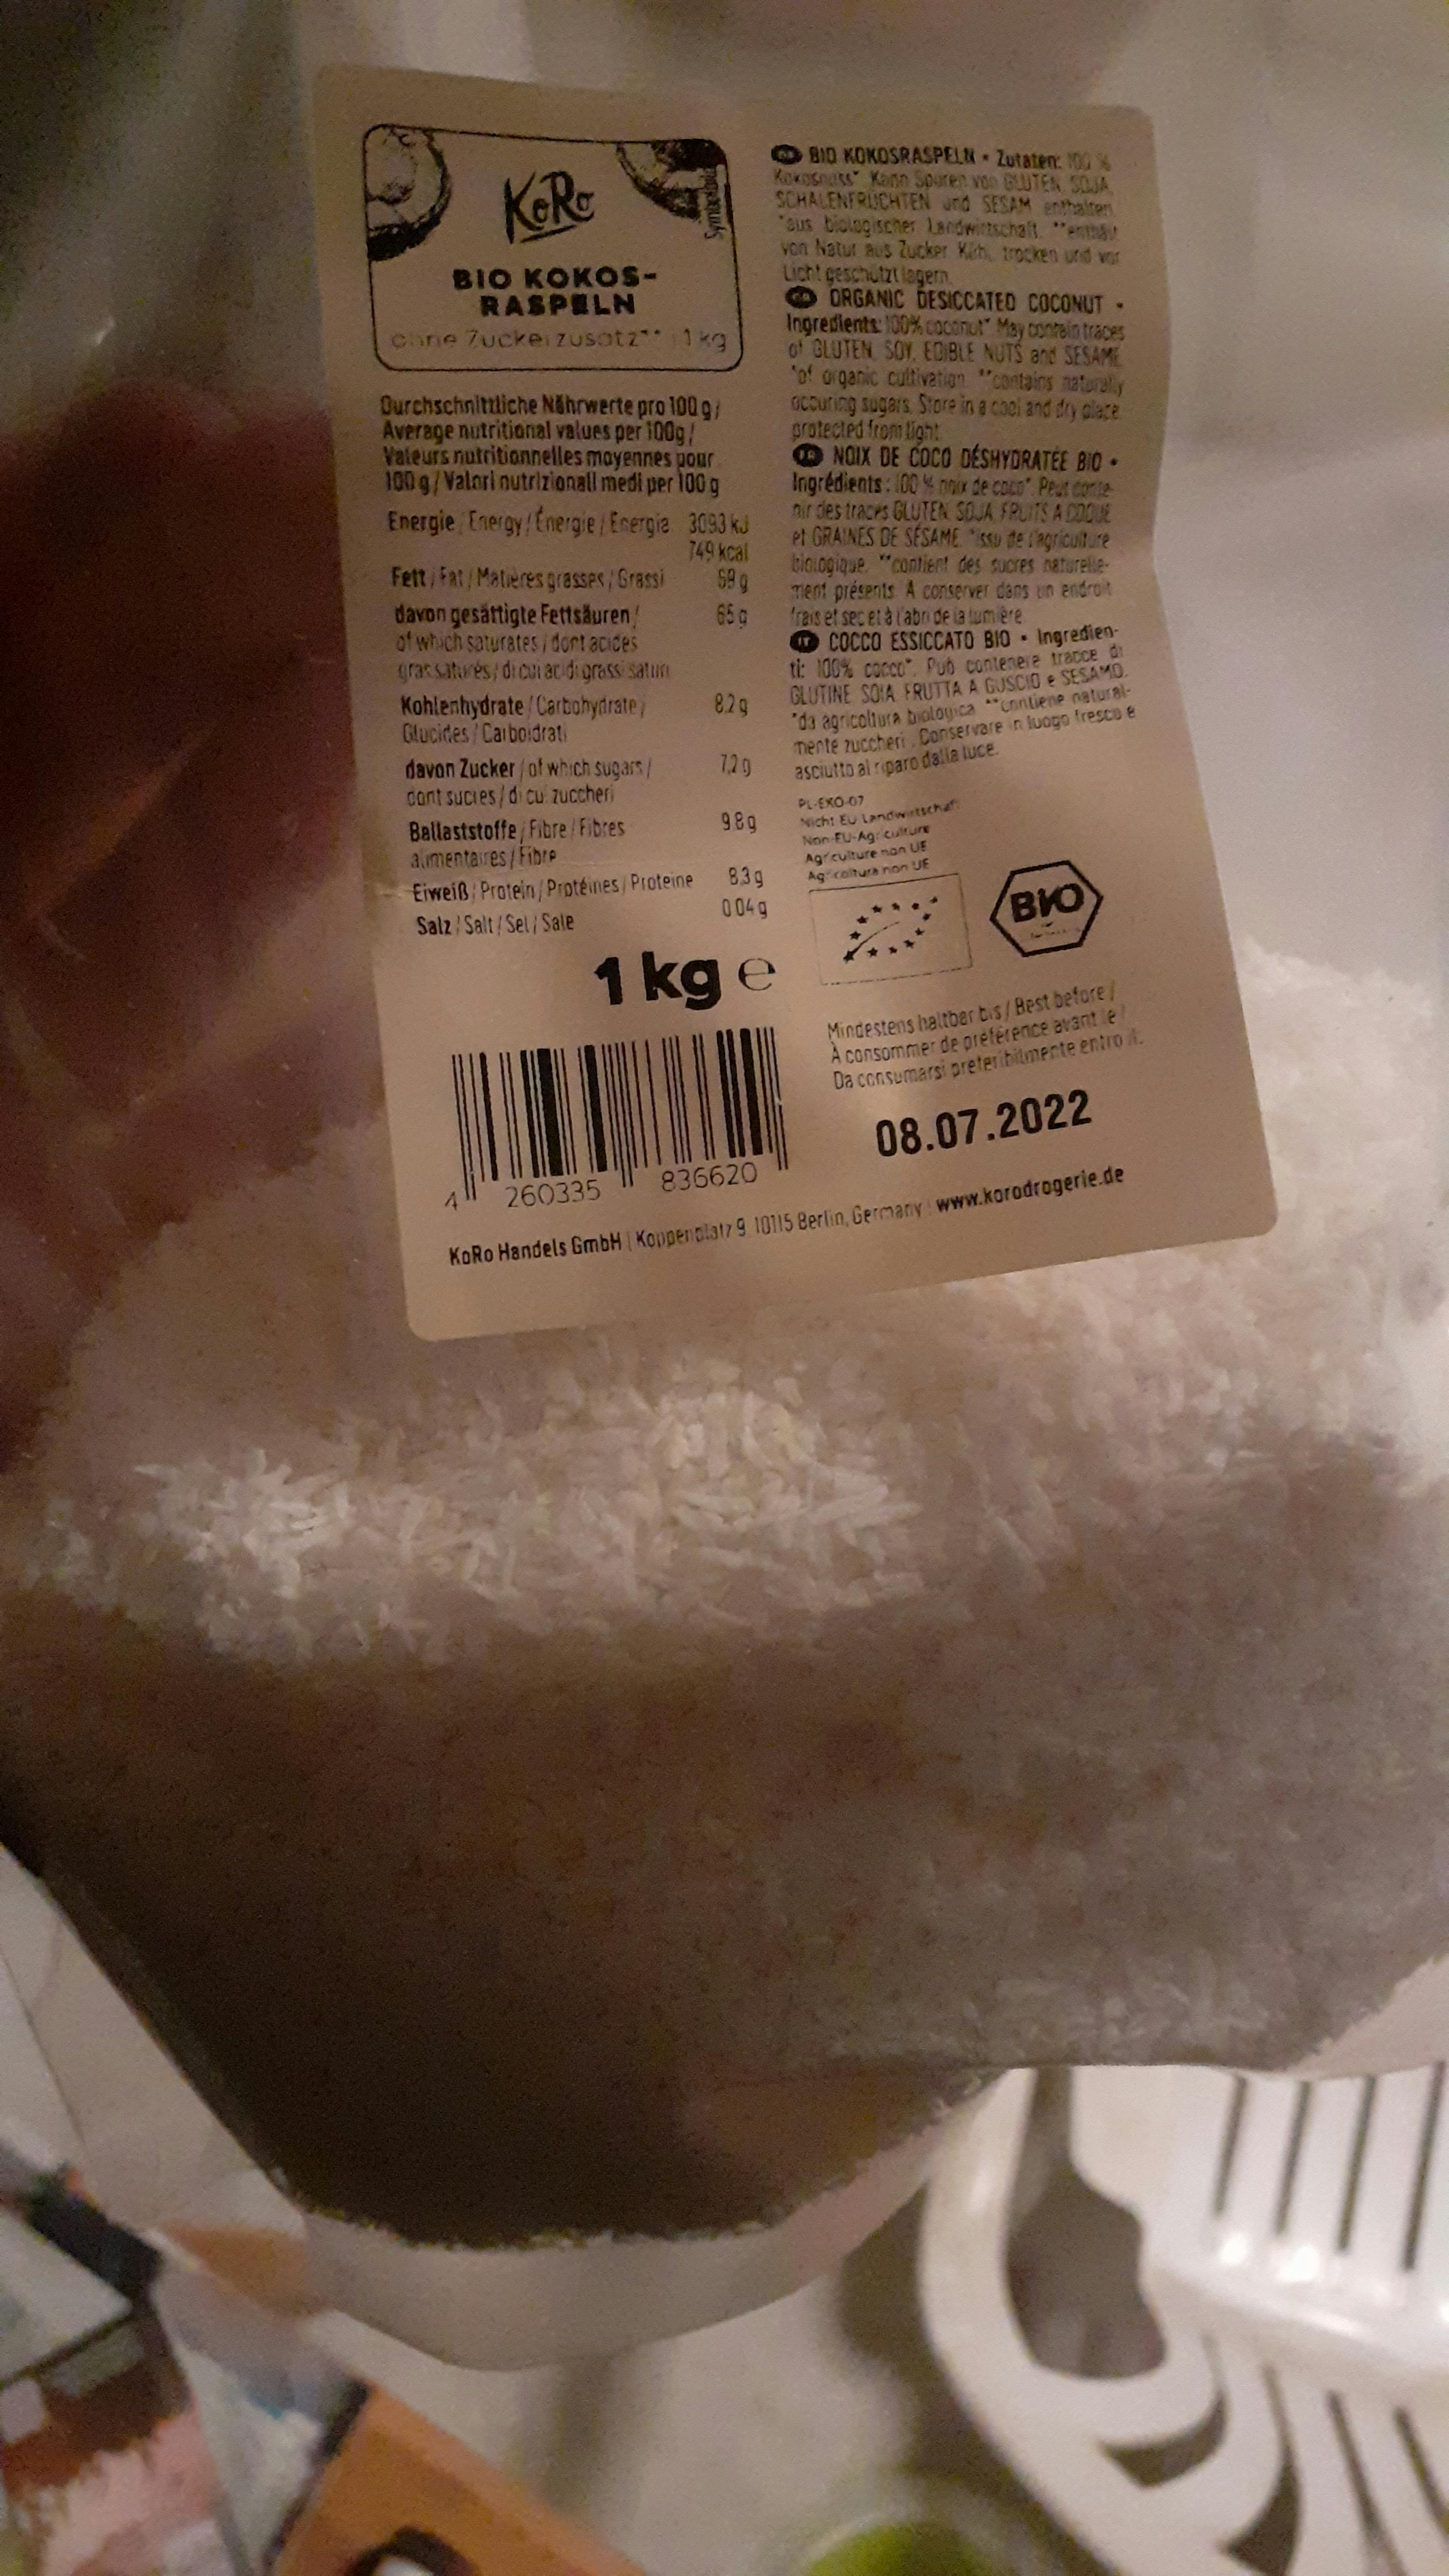 KoRo
Symbolbild
BIO KOKOS-
RASPELN
ohne Zuckerzusatz** | 1 kg
Durchschnittliche Nährwerte pro 100 g /
Average nutritional values per 100g /
Valeurs nutritionnelles moyennes pour
100 g / Valori nutrizionali medi per 100 g
Energie / Energy / Énergie / Energia 3093 kJ
749 kcal
Fett / Fat / Matières grasses / Grassi 69 g
davon gesättigte Fettsäuren / 65 g
of which saturates / dont acides
gras saturés / di cui acidi grassi saturi
Kohlenhydrate / Carbohydrate / 8.2 g
Glucides / Carboidrati
davon Zucker / of which sugars / 7,2 g
dont sucres / di cui zuccheri
Ballaststoffe / Fibre / Fibres 9.8 g
alimentaires / Fibre
Eiweiß / Protein / Protéines / Proteine 8,3 g
Salz / Salt / Sel / Sale 0.04 g
1 kg e
4 260335 836620
BIO KOKOSRASPELN • Zutaten: 100 %
Kokosnuss*. Kann Spuren von GLUTEN, SOJA,
SCHALENFRÜCHTEN und SESAM enthalten.
*aus biologischer Landwirtschaft. **enthält
von Natur aus Zucker. Kühl, trocken und vor
Licht geschützt lagern.
ORGANIC DESICCATED COCONUT •
Ingredients: 100% coconut*. May contain traces
of GLUTEN, SOY, EDIBLE NUTS and SESAME.
*of organic cultivation. **contains naturally
occuring sugars. Store in a cool and dry place
protected from light.
NOIX DE COCO DÉSHYDRATÉE BIO •
Ingrédients : 100 % noix de coco*. Peut conte-
nir des traces GLUTEN, SOJA, FRUITS A COQUE
et GRAINES DE SÉSAME. *issu de l'agriculture
biologique. **contient des sucres naturelle-
ment présents. A conserver dans un endroit
frais et sec et à l'abri de la lumière.
IT COCCO ESSICCATO BIO • Ingredien-
ti: 100% cocco*. Può contenere tracce di
GLUTINE, SOIA, FRUTTA A GUSCIO e SESAMO.
*da agricoltura biologica. **contiene natural-
mente zuccheri. Conservare in luogo fresco e
asciutto al riparo dalla luce.
PL-EKO-07
Nicht EU Landwirtschaft
Non-EU-Agriculture
Agriculture non UE
Agricoltura non UE
BIO
Mindestens haltbar bis / Best before /
À consommer de préférence avant le /
Da consumarsi preferibilmente entro il:
08.07.2022
KoRo Handels GmbH | Koppenplatz 9, 10115 Berlin, Germany | www.korodrogerie.de